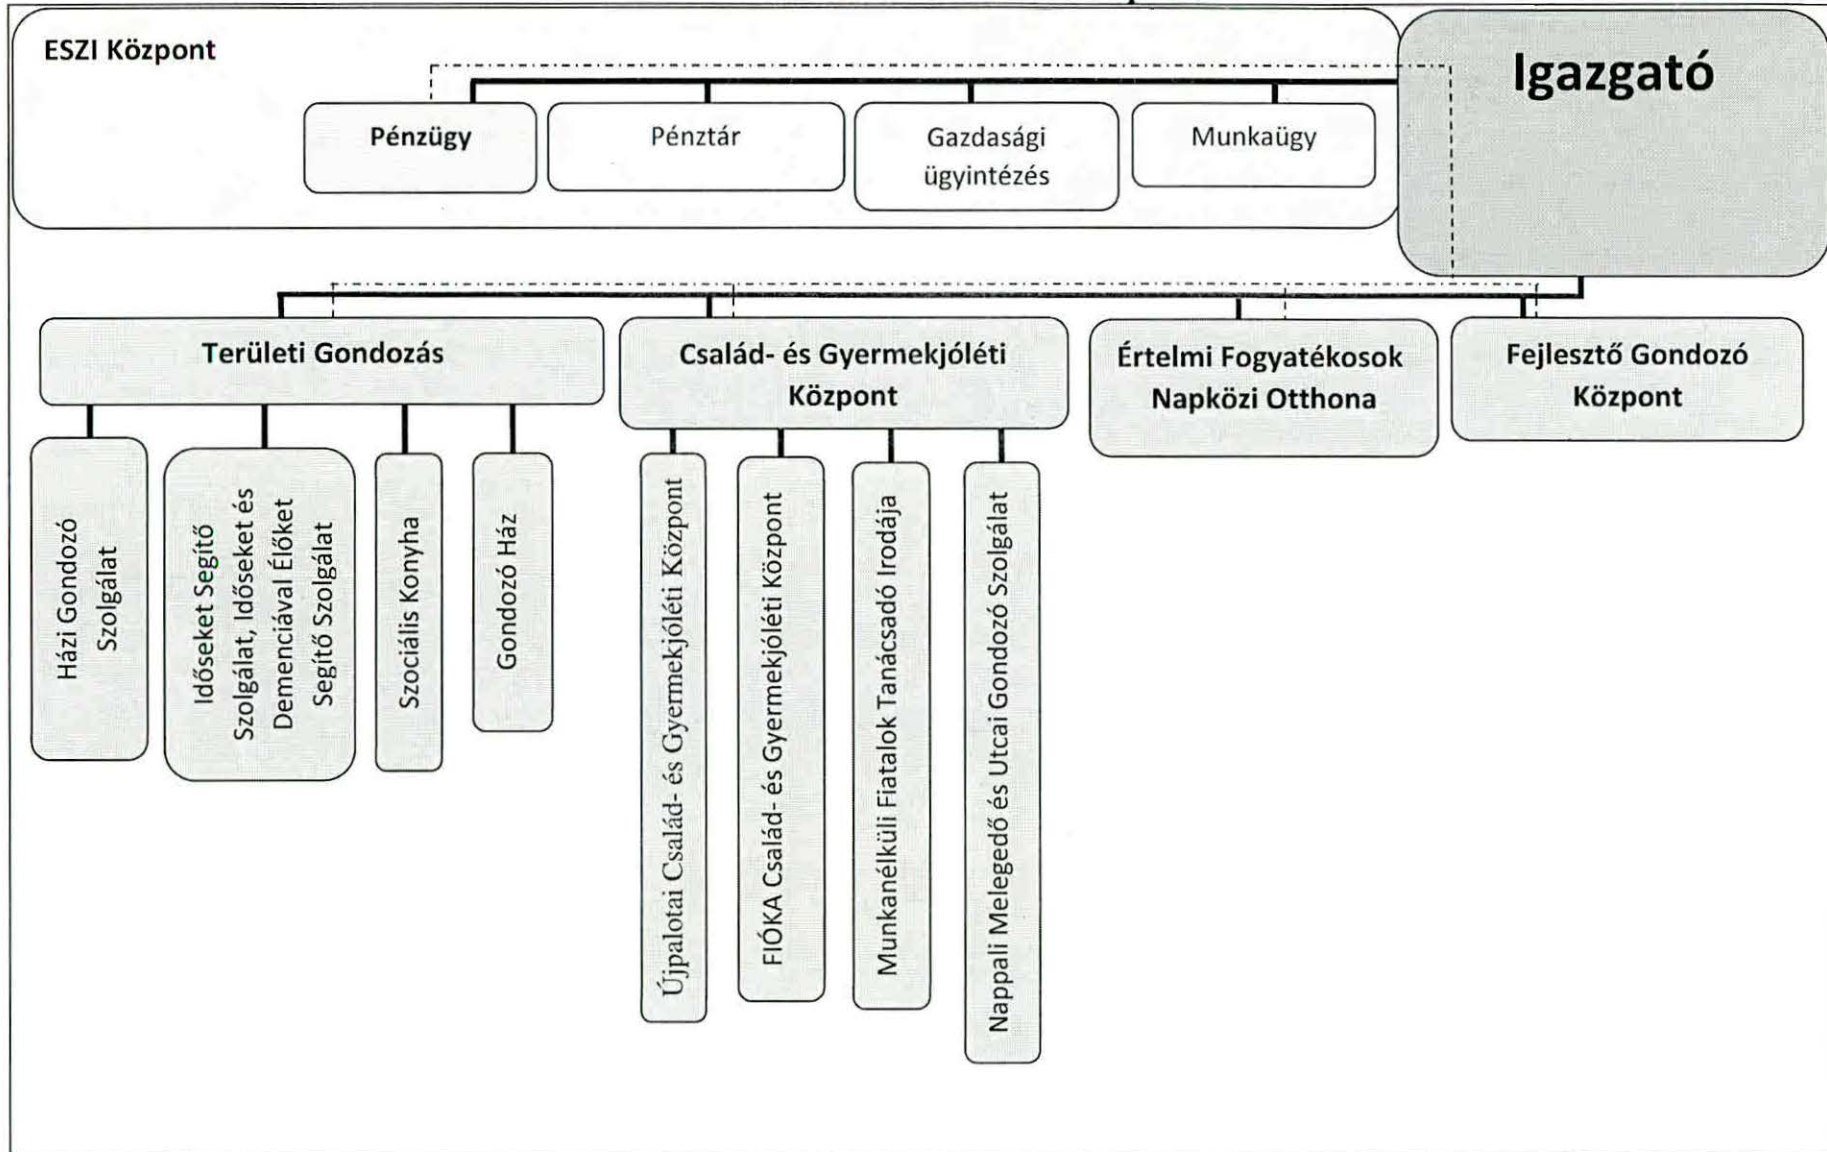 ESZI Központ
Igazgató
Pénzügy
Pénztár
Gazdasági
ügyintézés
Munkaügy
Területi Gondozás
Család- és Gyermekjóléti
Központ
Értelmi Fogyatékosok
Napközi Otthona
Fejlesztő Gondozó
Központ
Házi Gondozó
Szolgálat
Időseket Segítő
Szolgálat, Időseket és
Demenciával Élőket
Segítő Szolgálat
Szociális Konyha
Gondozó Ház
Újpalotai Család- és Gyermekjóléti Központ
FIÓKA Család- és Gyermekjóléti Központ
Munkanélküli Fiatalok Tanácsadó Irodája
Nappali Melegedő és Utcai Gondozó Szolgálat